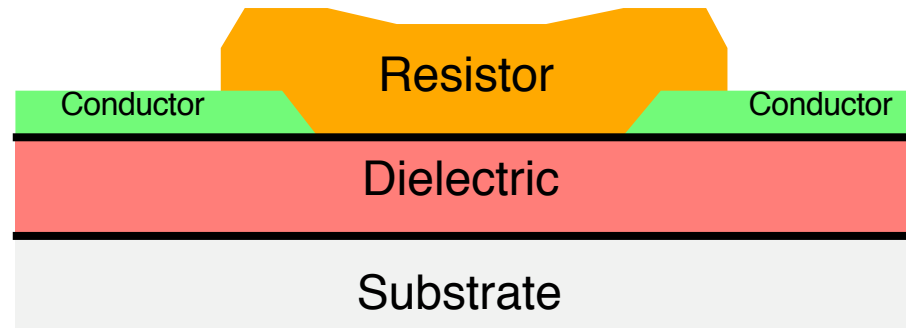 Resistor
Conductor
Conductor
Dielectric
Substrate